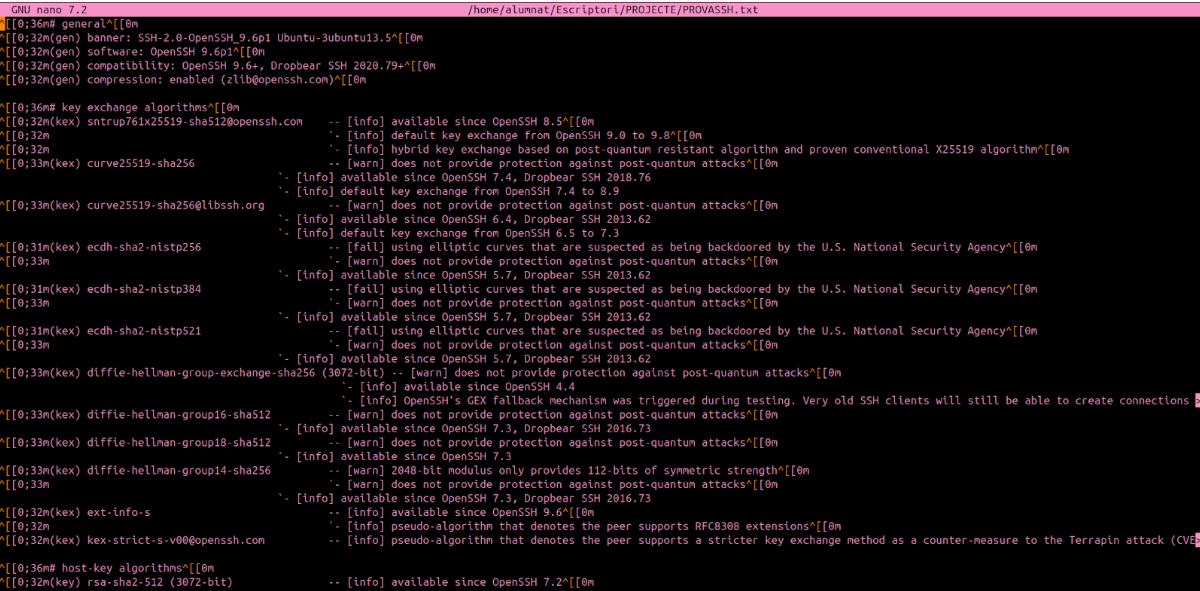 GNU nano 7.2 /home/alumnat/Escriptori/PROJECTE/PROVASSH.txt
^[[0;36m# general^[[0m
^[[0;32m(gen) banner: SSH-2.0-OpenSSH_9.6p1 Ubuntu-3ubuntu13.5^[[0m
^[[0;32m(gen) software: OpenSSH 9.6p1^[[0m
^[[0;32m(gen) compatibility: OpenSSH 9.6+, Dropbear SSH 2020.79+^[[0m
^[[0;32m(gen) compression: enabled (zlib@openssh.com)^[[0m
^[[0;36m# key exchange algorithms^[[0m
^[[0;32m(kex) sntrup761x25519-sha512@openssh.com -- [info] available since OpenSSH 8.5^[[0m
^[[0;32m `- [info] default key exchange from OpenSSH 9.0 to 9.8^[[0m
^[[0;32m `- [info] hybrid key exchange based on post-quantum resistant algorithm and proven conventional X25519 algorithm^[[0m
^[[0;33m(kex) curve25519-sha256 -- [warn] does not provide protection against post-quantum attacks^[[0m
`- [info] available since OpenSSH 7.4, Dropbear SSH 2018.76
`- [info] default key exchange from OpenSSH 7.4 to 8.9
^[[0;33m(kex) curve25519-sha256@libssh.org -- [warn] does not provide protection against post-quantum attacks^[[0m
`- [info] available since OpenSSH 6.4, Dropbear SSH 2013.62
`- [info] default key exchange from OpenSSH 6.5 to 7.3
^[[0;31m(kex) ecdh-sha2-nistp256 -- [fail] using elliptic curves that are suspected as being backdoored by the U.S. National Security Agency^[[0m
^[[0;33m `- [warn] does not provide protection against post-quantum attacks^[[0m
`- [info] available since OpenSSH 5.7, Dropbear SSH 2013.62
^[[0;31m(kex) ecdh-sha2-nistp384 -- [fail] using elliptic curves that are suspected as being backdoored by the U.S. National Security Agency^[[0m
^[[0;33m `- [warn] does not provide protection against post-quantum attacks^[[0m
`- [info] available since OpenSSH 5.7, Dropbear SSH 2013.62
^[[0;31m(kex) ecdh-sha2-nistp521 -- [fail] using elliptic curves that are suspected as being backdoored by the U.S. National Security Agency^[[0m
^[[0;33m `- [warn] does not provide protection against post-quantum attacks^[[0m
`- [info] available since OpenSSH 5.7, Dropbear SSH 2013.62
^[[0;33m(kex) diffie-hellman-group-exchange-sha256 (3072-bit) -- [warn] does not provide protection against post-quantum attacks^[[0m
`- [info] available since OpenSSH 4.4
`- [info] OpenSSH's GEX fallback mechanism was triggered during testing. Very old SSH clients will still be able to create connections >
^[[0;33m(kex) diffie-hellman-group16-sha512 -- [warn] does not provide protection against post-quantum attacks^[[0m
`- [info] available since OpenSSH 7.3, Dropbear SSH 2016.73
^[[0;33m(kex) diffie-hellman-group18-sha512 -- [warn] does not provide protection against post-quantum attacks^[[0m
`- [info] available since OpenSSH 7.3
^[[0;33m(kex) diffie-hellman-group14-sha256 -- [warn] 2048-bit modulus only provides 112-bits of symmetric strength^[[0m
^[[0;33m `- [warn] does not provide protection against post-quantum attacks^[[0m
`- [info] available since OpenSSH 7.3, Dropbear SSH 2016.73
^[[0;32m(kex) ext-info-s -- [info] available since OpenSSH 9.6^[[0m
^[[0;32m `- [info] pseudo-algorithm that denotes the peer supports RFC8308 extensions^[[0m
^[[0;32m(kex) kex-strict-s-v00@openssh.com -- [info] pseudo-algorithm that denotes the peer supports a stricter key exchange method as a counter-measure to the Terrapin attack (CVE>
^[[0;36m# host-key algorithms^[[0m
^[[0;32m(key) rsa-sha2-512 (3072-bit) -- [info] available since OpenSSH 7.2^[[0m